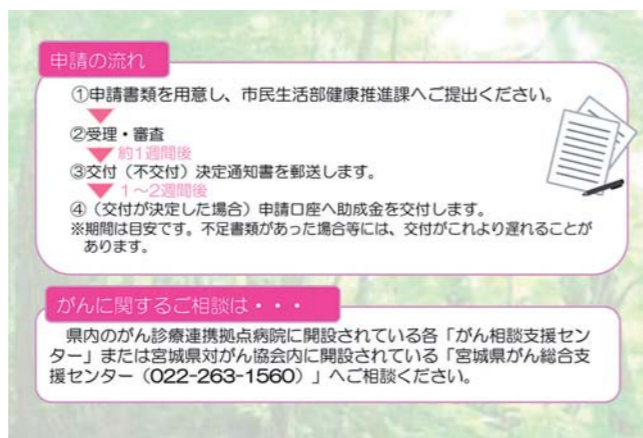 申請の流れ
①申請書類を用意し、市民生活部健康推進課へご提出ください。
②受理・審査
約1週間後
③交付（不交付）決定通知書を郵送します。
1～2週間後
④（交付が決定した場合）申請口座へ助成金を交付します。
※期間は目安です。不足書類があった場合等には、交付がこれより遅れることが
あります。
がんに関するご相談は・・・
県内のがん診療連携拠点病院に開設されている各「がん相談支援セン
ター」または宮城県対がん協会内に開設されている「宮城県がん総合支
援センター（022-263-1560）」へご相談ください。